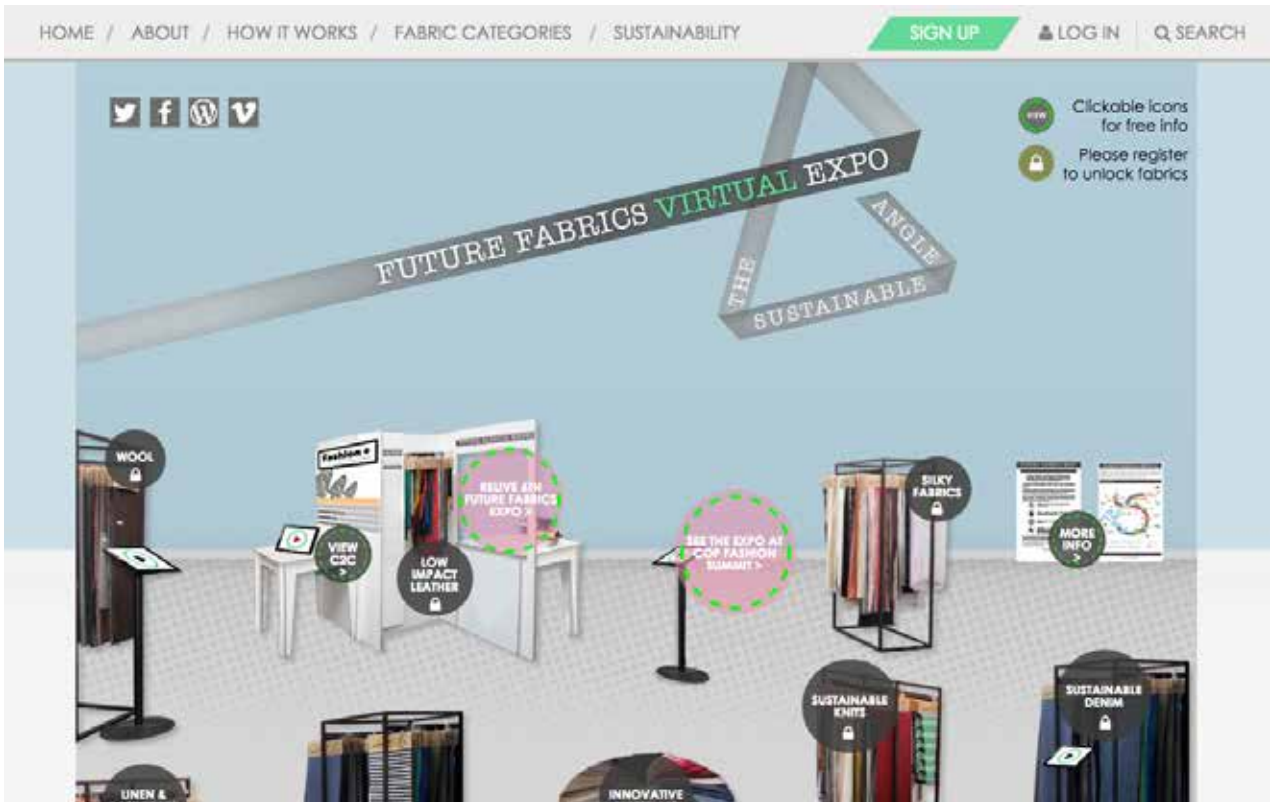 HOME / ABOUT / HOW IT WORKS / FABRIC CATEGORIES / SUSTAINABILITY
SIGN UP
LOG IN
SEARCH
VIEW
Clickable icons
for free info
Please register
to unlock fabrics
FUTURE FABRICS VIRTUAL EXPO
THE
SUSTAINABLE
ANGLE
WOOL
Fashion
RELIVE 6TH
FUTURE FABRICS
EXPO >
VIEW
C2C
>
LOW
IMPACT
LEATHER
SEE THE EXPO AT
COP FASHION
SUMMIT >
SILKY
FABRICS
MORE
INFO
>
SUSTAINABLE
KNITS
SUSTAINABLE
DENIM
LINEN &
INNOVATIVE